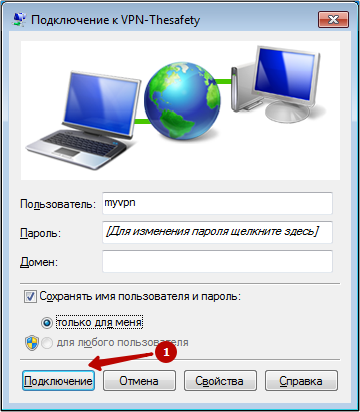 Подключение к VPN-Thesafety
Пользователь: myvpn
Пароль: [Для изменения пароля щелкните здесь]
Домен:
Сохранять имя пользователя и пароль:
только для меня
для любого пользователя
1
Подключение Отмена Свойства Справка